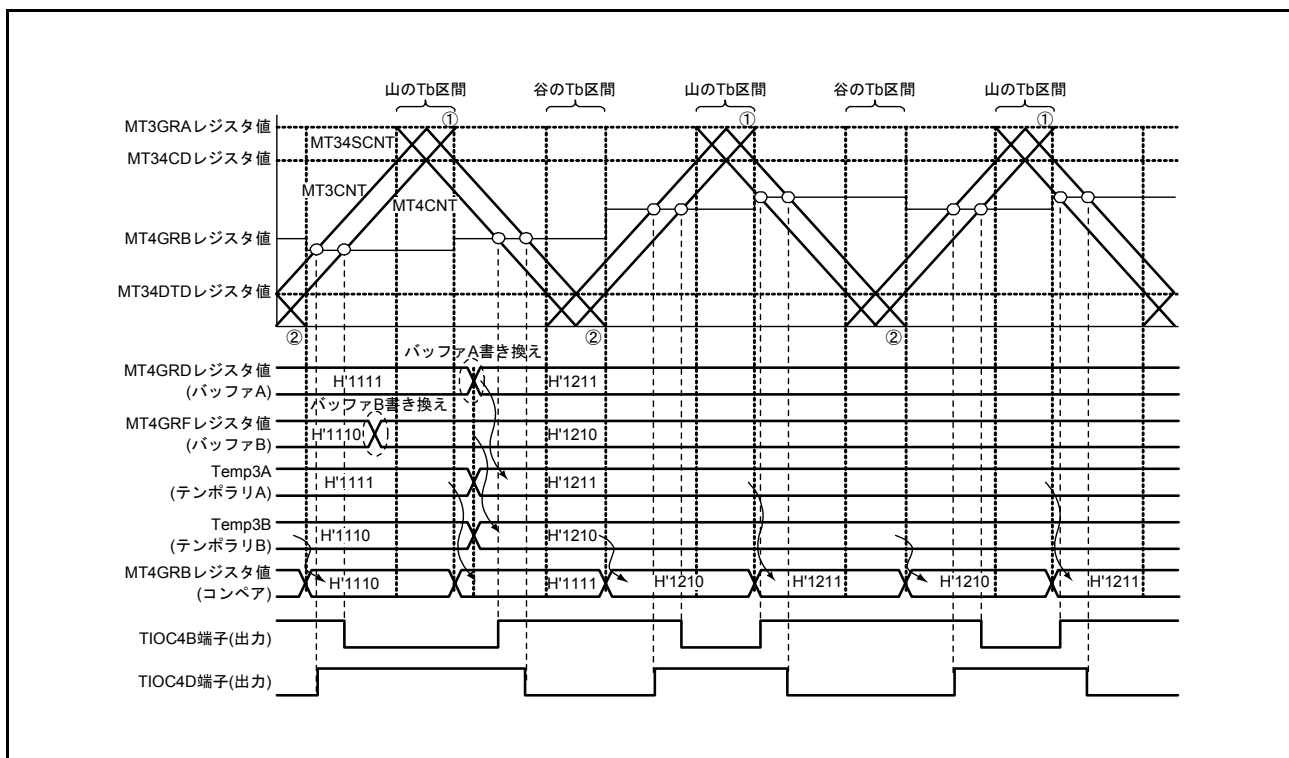 山のTb区間 谷のTb区間 山のTb区間 谷のTb区間 山のTb区間
① ① ①
MT3GRAレジスタ値
MT34SCNT
MT34CDレジスタ値
MT3CNT
MT4CNT
MT4GRBレジスタ値
MT34DTDレジスタ値
② ② ②
バッファA書き換え
MT4GRDレジスタ値
(バッファA)
H'1111 H'1211
バッファB書き換え
MT4GRFレジスタ値
(バッファB)
H'1110 H'1210
Temp3A
(テンポラリA)
H'1111 H'1211
Temp3B
(テンポラリB)
H'1110 H'1210
MT4GRBレジスタ値
(コンペア)
H'1110 H'1111 H'1210 H'1211 H'1210 H'1211
TIOC4B端子(出力)
TIOC4D端子(出力)